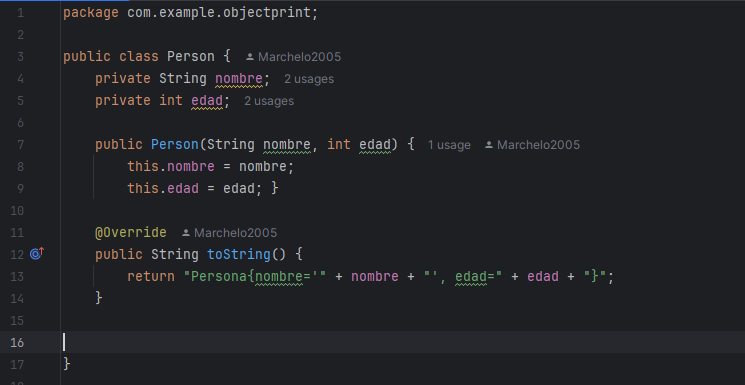 1 package com.example.objectprint;
2
3 public class Person { Marchelo2005
4 private String nombre; 2 usages
5 private int edad; 2 usages
6
7 public Person(String nombre, int edad) { 1 usage Marchelo2005
8 this.nombre = nombre;
9 this.edad = edad; }
10
11 @Override Marchelo2005
12 public String toString() {
13 return "Persona{nombre='" + nombre + "', edad=" + edad + "}";
14 }
15
16
17 }